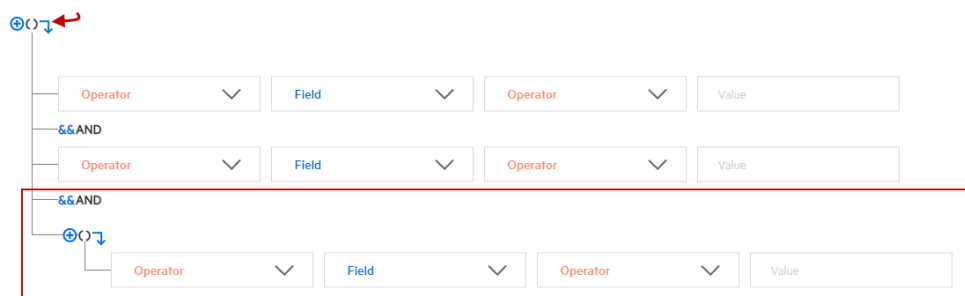 ()
Operator Field Operator Value
&&AND
Operator Field Operator Value
&&AND
()
Operator Field Operator Value